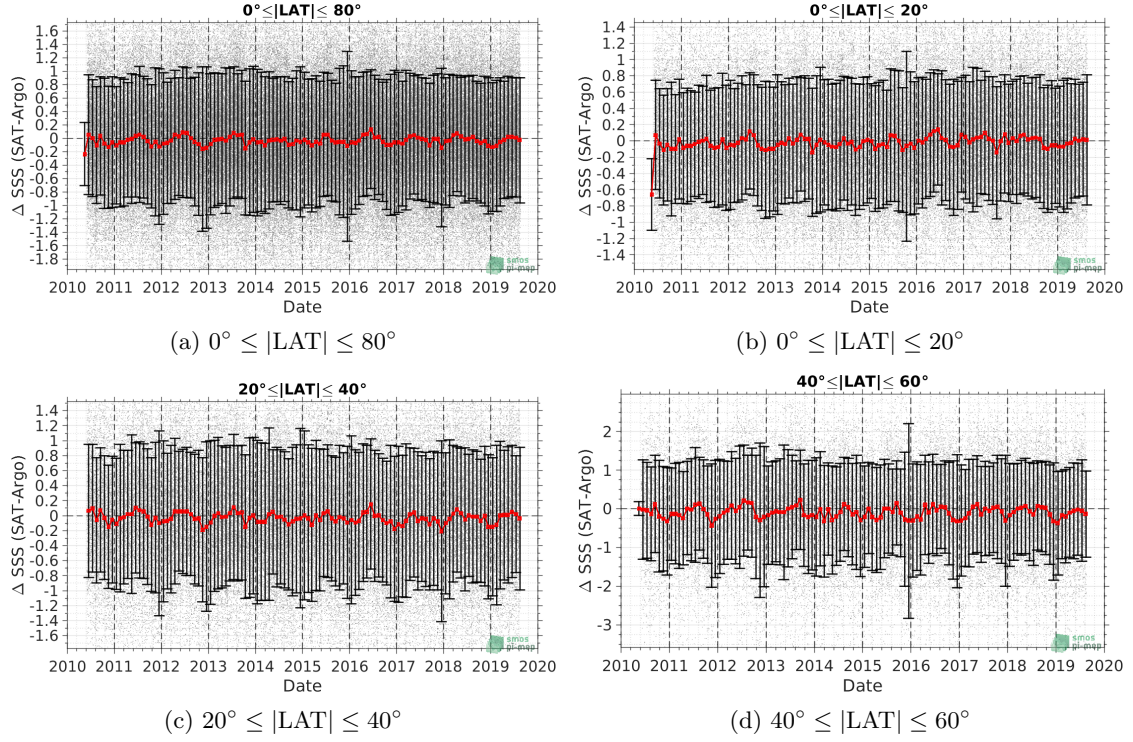 0°≤|LAT|≤ 80°
Δ SSS (SAT-Argo)
1.6
1.4
1.2
1
0.8
0.6
0.4
0.2
0
-0.2
-0.4
-0.6
-0.8
-1
-1.2
-1.4
-1.6
-1.8
2010 2011 2012 2013 2014 2015 2016 2017 2018 2019 2020
Date
smos
pi-mep
(a) 0° ≤ |LAT| ≤ 80°
0°≤|LAT|≤ 20°
Δ SSS (SAT-Argo)
1.4
1.2
1
0.8
0.6
0.4
0.2
0
-0.2
-0.4
-0.6
-0.8
-1
-1.2
-1.4
2010 2011 2012 2013 2014 2015 2016 2017 2018 2019 2020
Date
smos
pi-mep
(b) 0° ≤ |LAT| ≤ 20°
20°≤|LAT|≤ 40°
Δ SSS (SAT-Argo)
1.4
1.2
1
0.8
0.6
0.4
0.2
0
-0.2
-0.4
-0.6
-0.8
-1
-1.2
-1.4
-1.6
2010 2011 2012 2013 2014 2015 2016 2017 2018 2019 2020
Date
smos
pi-mep
(c) 20° ≤ |LAT| ≤ 40°
40°≤|LAT|≤ 60°
Δ SSS (SAT-Argo)
2
1
0
-1
-2
-3
2010 2011 2012 2013 2014 2015 2016 2017 2018 2019 2020
Date
smos
pi-mep
(d) 40° ≤ |LAT| ≤ 60°